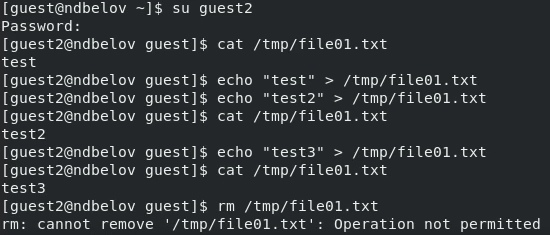 [guest@ndbelov ~]$ su guest2
Password:
[guest2@ndbelov guest]$ cat /tmp/file01.txt
test
[guest2@ndbelov guest]$ echo "test" > /tmp/file01.txt
[guest2@ndbelov guest]$ echo "test2" > /tmp/file01.txt
[guest2@ndbelov guest]$ cat /tmp/file01.txt
test2
[guest2@ndbelov guest]$ echo "test3" > /tmp/file01.txt
[guest2@ndbelov guest]$ cat /tmp/file01.txt
test3
[guest2@ndbelov guest]$ rm /tmp/file01.txt
rm: cannot remove '/tmp/file01.txt': Operation not permitted